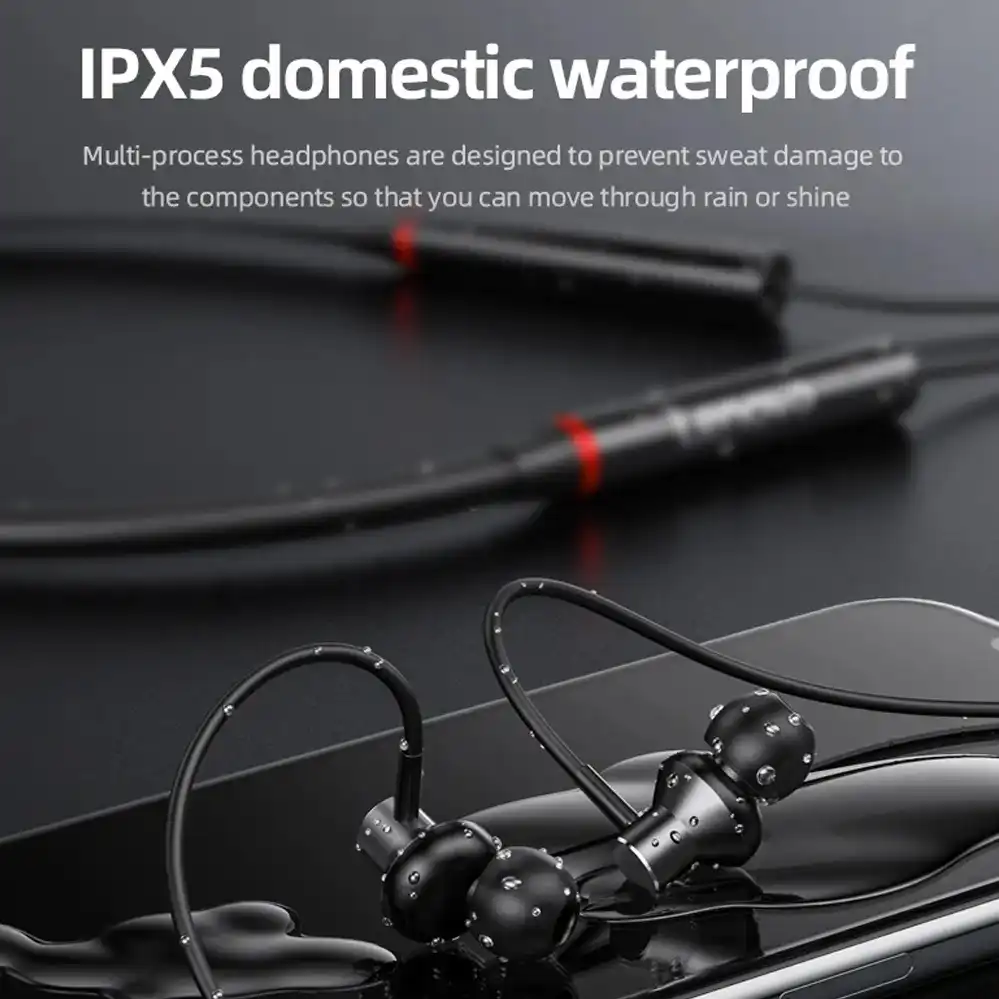 IPX5 domestic waterproof
Multi-process headphones are designed to prevent sweat damage to
the components so that you can move through rain or shine